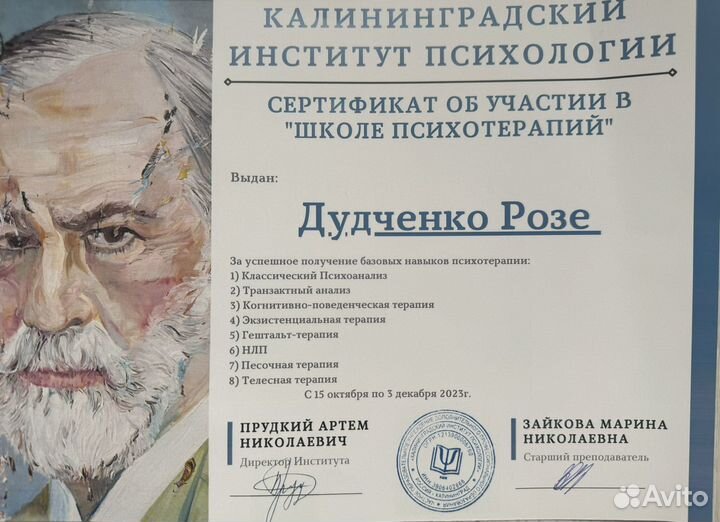 КАЛИНИНГРАДСКИЙ
ИНСТИТУТ ПСИХОЛОГИИ
СЕРТИФИКАТ ОБ УЧАСТИИ В
"ШКОЛЕ ПСИХОТЕРАПИЙ"
Выдан:
Дудченко Розе
За успешное получение базовых навыков психотерапии:
1) Классический Психоанализ
2) Транзактный анализ
3) Когнитивно-поведенческая терапия
4) Экзистенциальная терапия
5) Гештальт-терапия
6) НЛП
7) Песочная терапия
8) Телесная терапия
С 15 октября по 3 декабря 2023г.
ПРУДКИЙ АРТЕМ
НИКОЛАЕВИЧ
Директор Института
ЗАЙКОВА МАРИНА
НИКОЛАЕВНА
Старший преподаватель
Avito